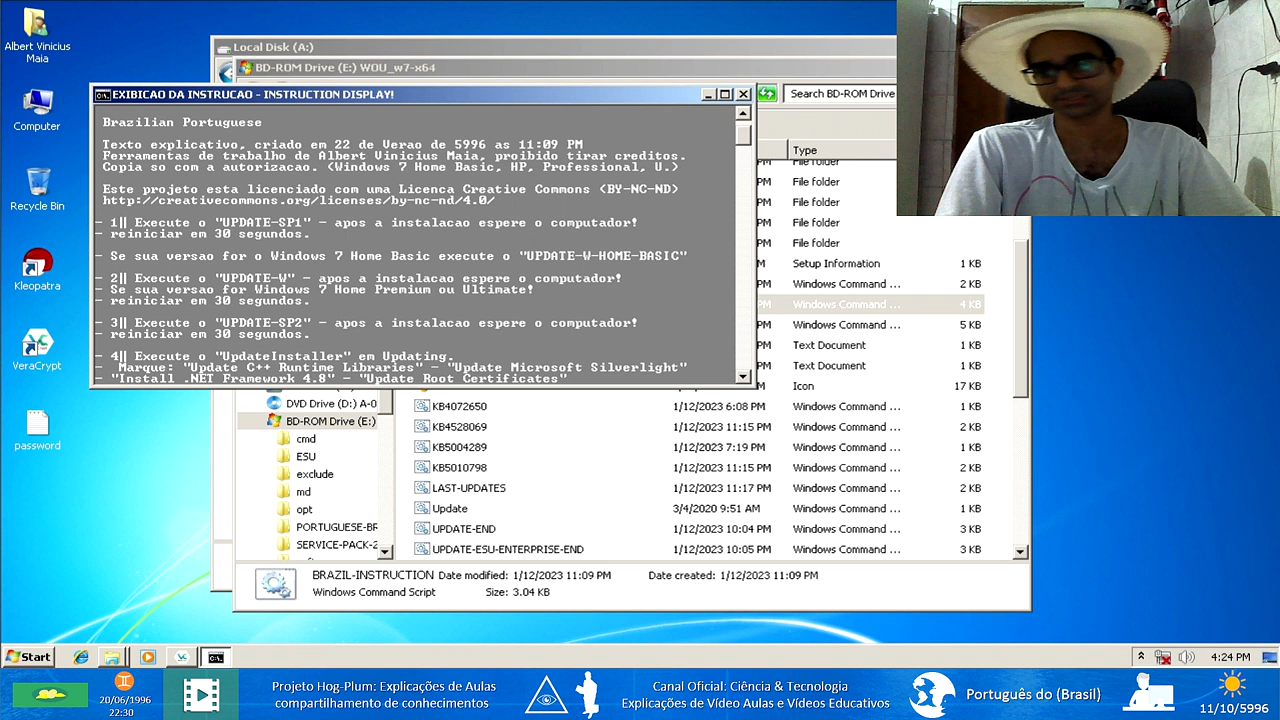 Albert Vinicius
Maia
Computer
Recycle Bin
Kleopatra
VeraCrypt
password
Local Disk (A:)
BD-ROM Drive (E:) WOU_w7-x64
Search BD-ROM Drive
EXIBICAO DA INSTRUCAO - INSTRUCTION DISPLAY!
Brazilian Portuguese
Texto explicativo, criado em 22 de Verao de 5996 as 11:09 PM
Ferramentas de trabalho de Albert Vinicius Maia, proibido tirar creditos.
Copia so com a autorizacao. (Windows 7 Home Basic, HP, Professional, U.)
Este projeto esta licenciado com uma Licenca Creative Commons (BY-NC-ND)
http://creativecommons.org/licenses/by-nc-nd/4.0/
- 1|| Execute o "UPDATE-SP1" - apos a instalacao espere o computador!
- reiniciar em 30 segundos.
- Se sua versao for o Windows 7 Home Basic execute o "UPDATE-W-HOME-BASIC"
- 2|| Execute o "UPDATE-W" - apos a instalacao espere o computador!
- Se sua versao for Windows 7 Home Premium ou Ultimate!
- reiniciar em 30 segundos.
- 3|| Execute o "UPDATE-SP2" - apos a instalacao espere o computador!
- reiniciar em 30 segundos.
- 4|| Execute o "UpdateInstaller" em Updating.
- Marque: "Update C++ Runtime Libraries" - "Update Microsoft Silverlight"
- "Install .NET Framework 4.8" - "Update Root Certificates"
Type
PM File folder
PM File folder
PM File folder
PM File folder
PM File folder
M Setup Information 1 KB
M Windows Command ... 2 KB
PM Windows Command ... 4 KB
PM Windows Command ... 5 KB
PM Text Document 1 KB
PM Text Document 1 KB
PM Icon 17 KB
DVD Drive (D:) A-0
BD-ROM Drive (E:)
cmd
ESU
exclude
md
opt
PORTUGUESE-BR
SERVICE-PACK-2
KB4072650 1/12/2023 6:08 PM Windows Command ... 1 KB
KB4528069 1/12/2023 11:15 PM Windows Command ... 2 KB
KB5004289 1/12/2023 7:19 PM Windows Command ... 1 KB
KB5010798 1/12/2023 11:15 PM Windows Command ... 2 KB
LAST-UPDATES 1/12/2023 11:17 PM Windows Command ... 2 KB
Update 3/4/2020 9:51 AM Windows Command ... 1 KB
UPDATE-END 1/12/2023 10:04 PM Windows Command ... 3 KB
UPDATE-ESU-ENTERPRISE-END 1/12/2023 10:05 PM Windows Command ... 3 KB
BRAZIL-INSTRUCTION Date modified: 1/12/2023 11:09 PM Date created: 1/12/2023 11:09 PM
Windows Command Script Size: 3.04 KB
Start
4:24 PM
20/06/1996
22:30
Projeto Hog-Plum: Explicações de Aulas
compartilhamento de conhecimentos
Canal Oficial: Ciência & Tecnologia
Explicações de Vídeo Aulas e Vídeos Educativos
Português do (Brasil)
11/10/5996